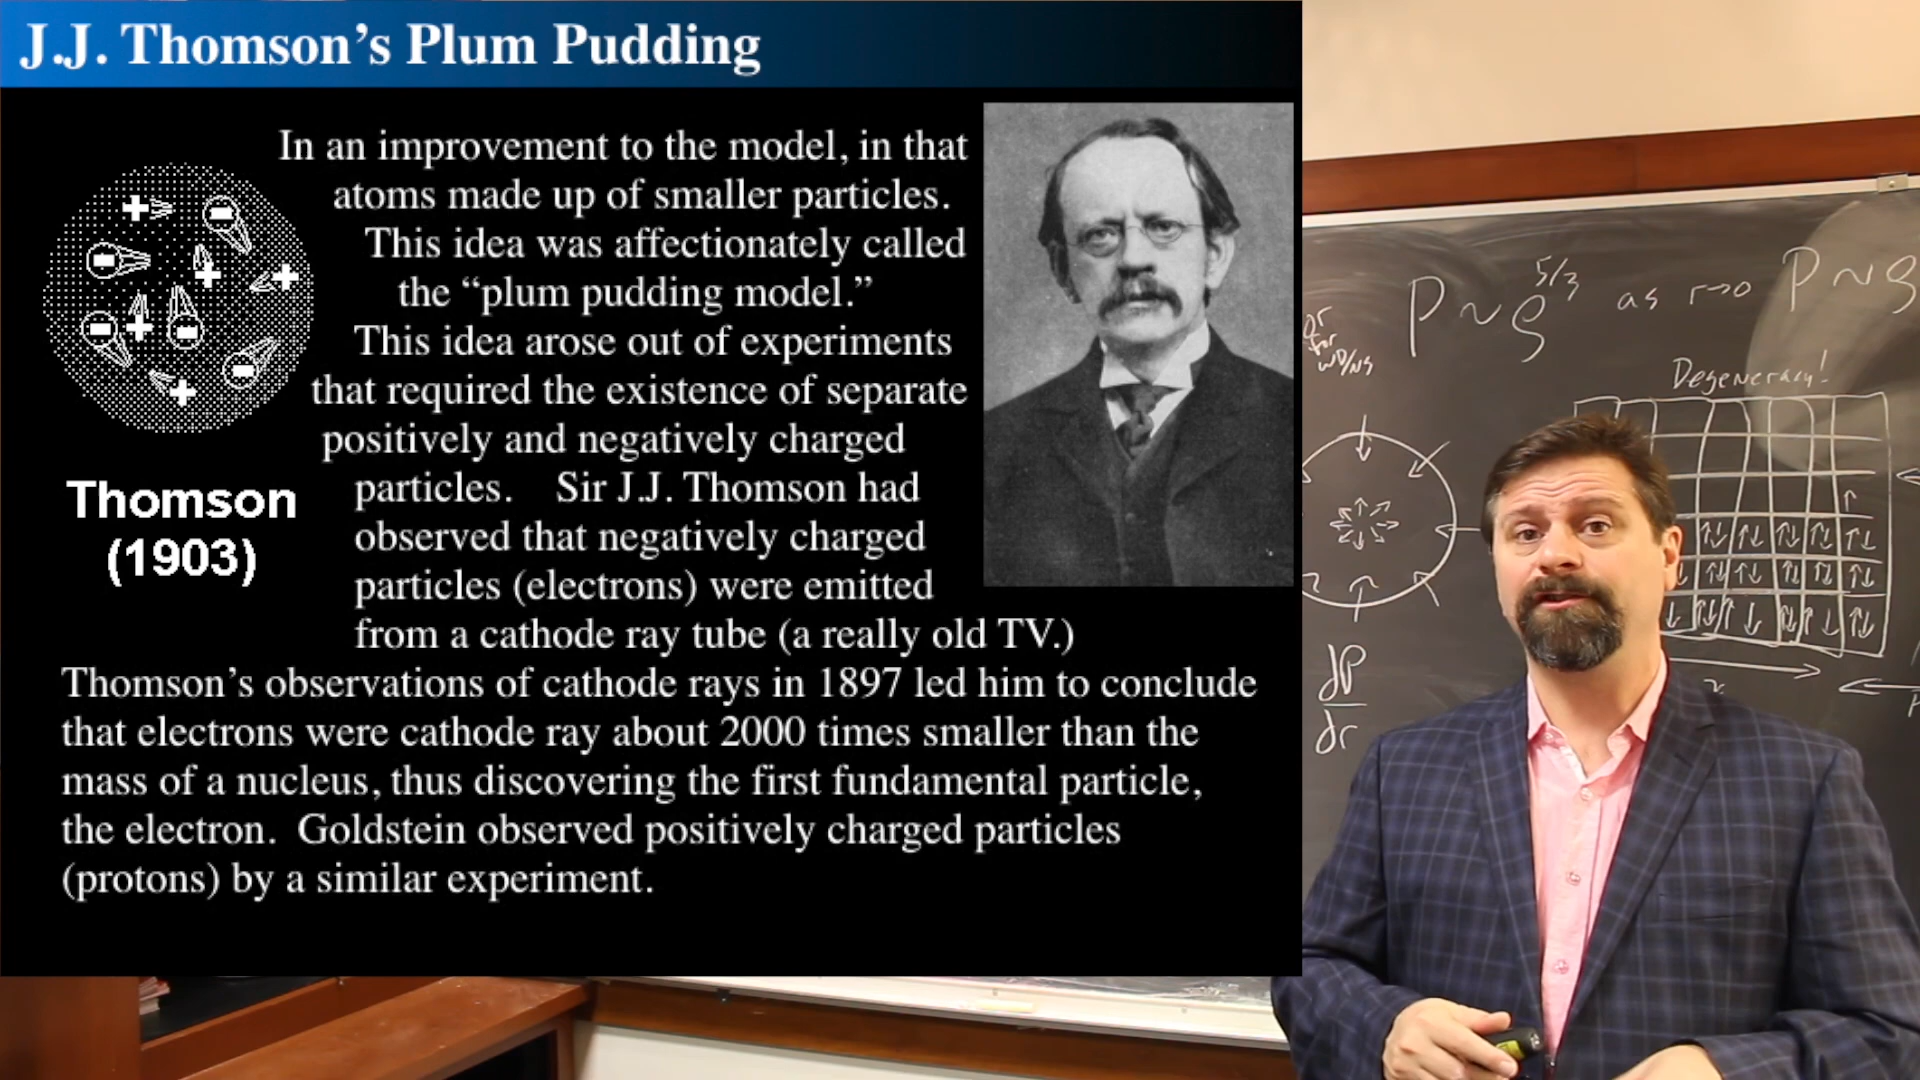 J.J. Thomson's Plum Pudding
In an improvement to the model, in that
atoms made up of smaller particles.
This idea was affectionately called
the “plum pudding model.”
This idea arose out of experiments
that required the existence of separate
positively and negatively charged
particles. Sir J.J. Thomson had
observed that negatively charged
particles (electrons) were emitted
from a cathode ray tube (a really old TV.)
Thomson’s observations of cathode rays in 1897 led him to conclude
that electrons were cathode ray about 2000 times smaller than the
mass of a nucleus, thus discovering the first fundamental particle,
the electron. Goldstein observed positively charged particles
(protons) by a similar experiment.
Thomson
(1903)
P~ρ^5/3 as r→0 P~ρ
for
WD/NS
Degeneracy!
dP
dr
x